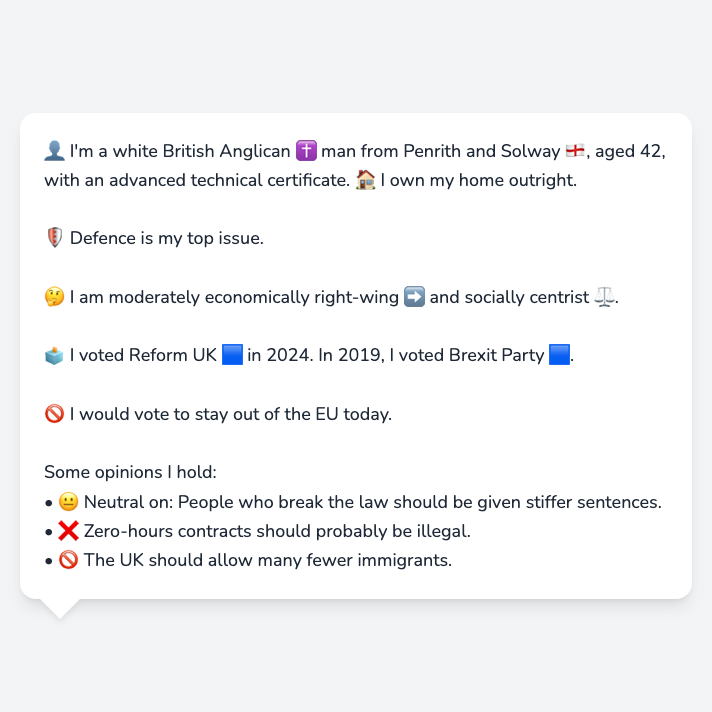 👤 I'm a white British Anglican ✝️ man from Penrith and Solway 🏴󠁧󠁢󠁥󠁮󠁧󠁿, aged 42,
with an advanced technical certificate. 🏠 I own my home outright.
🛡️ Defence is my top issue.
🤔 I am moderately economically right-wing ➡️ and socially centrist ⚖️.
🗳️ I voted Reform UK 🟦 in 2024. In 2019, I voted Brexit Party 🟦.
🚫 I would vote to stay out of the EU today.
Some opinions I hold:
• 😐 Neutral on: People who break the law should be given stiffer sentences.
• ❌ Zero-hours contracts should probably be illegal.
• 🚫 The UK should allow many fewer immigrants.